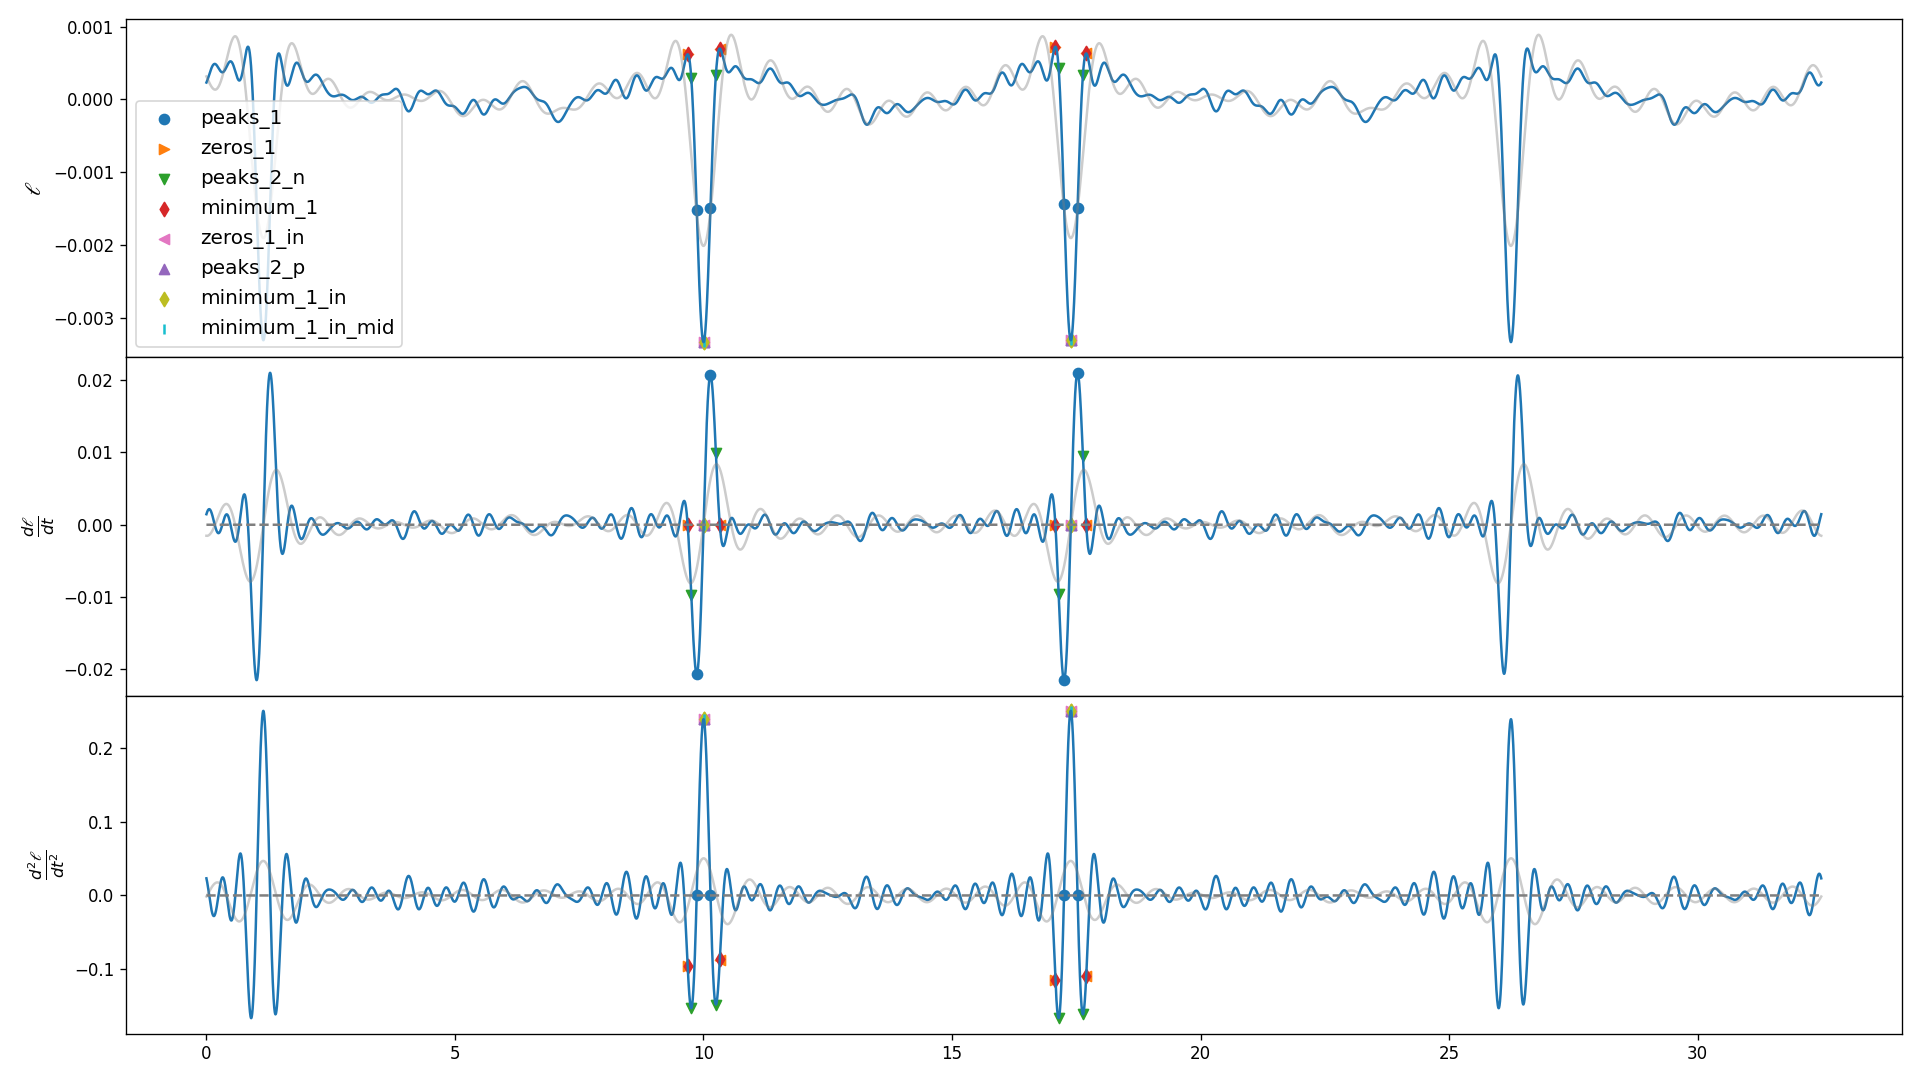 0.001
0.000
−0.001
−0.002
−0.003
ℓ
peaks_1
zeros_1
peaks_2_n
minimum_1
zeros_1_in
peaks_2_p
minimum_1_in
minimum_1_in_mid
0.02
0.01
0.00
−0.01
−0.02
dℓ/dt
0.2
0.1
0.0
−0.1
d²ℓ/dt²
0 5 10 15 20 25 30